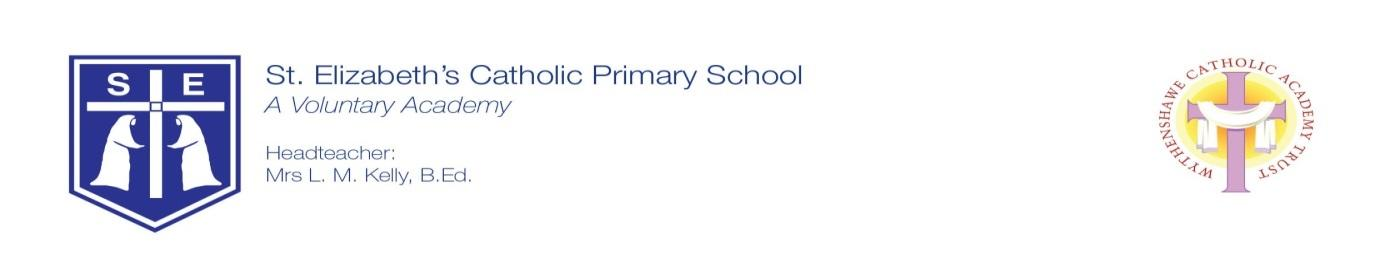 S E
St. Elizabeth's Catholic Primary School
A Voluntary Academy
Headteacher:
Mrs L. M. Kelly, B.Ed.
WYTHENSHAWE CATHOLIC ACADEMY TRUST